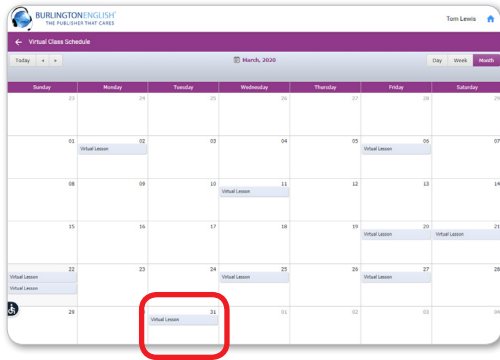 BURLINGTONENGLISH®
THE PUBLISHER THAT CARES
Tom Lewis
Virtual Class Schedule
Today
March, 2020
Day Week Month
Sunday Monday Tuesday Wednesday Thursday Friday Saturday
23 24 25 26 27 28 29
01 02 03 04 05 06 07
Virtual Lesson Virtual Lesson
08 09 10 11 12 13 14
Virtual Lesson
15 16 17 18 19 20 21
Virtual Lesson Virtual Lesson
22 23 24 25 26 27 28
Virtual Lesson Virtual Lesson Virtual Lesson
Virtual Lesson
29 31 01 02 03 04
Virtual Lesson